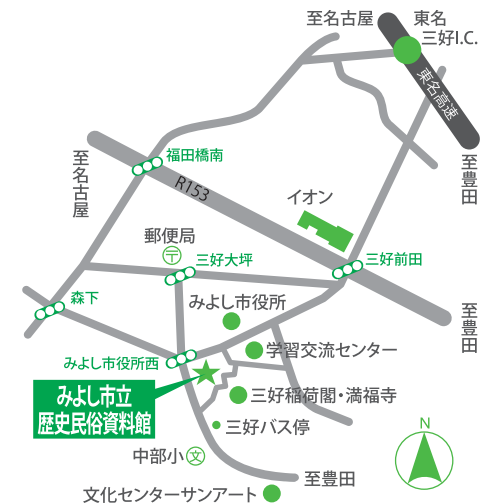 至名古屋
東名
三好I.C.
東名高速
至豊田
福田橋南
至名古屋
R153
イオン
郵便局
〒
三好大坪
三好前田
森下
みよし市役所
至豊田
みよし市役所西
学習交流センター
みよし市立
歴史民俗資料館
三好稲荷閣・満福寺
三好バス停
中部小
文
N
至豊田
文化センターサンアート